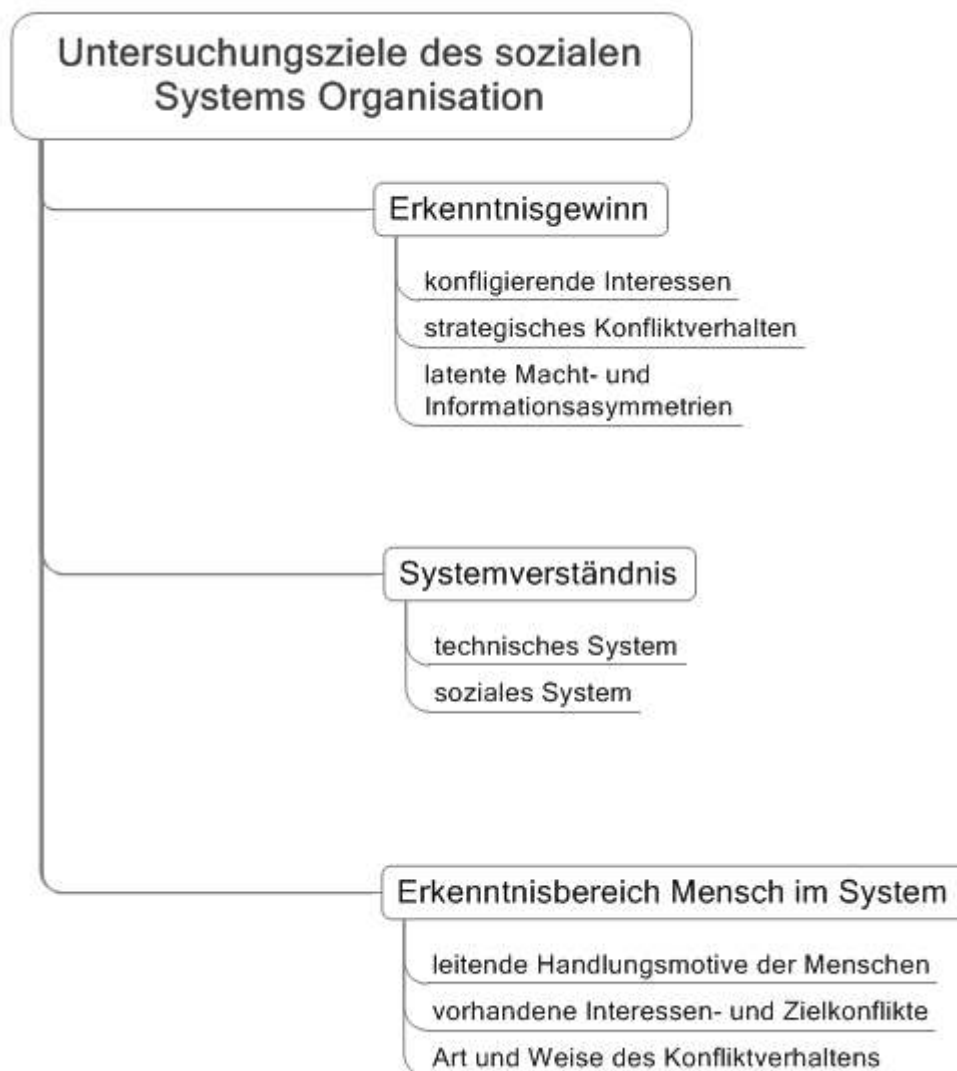 Untersuchungsziele des sozialen
Systems Organisation
Erkenntnisgewinn
konfligierende Interessen
strategisches Konfliktverhalten
latente Macht- und
Informationsasymmetrien
Systemverständnis
technisches System
soziales System
Erkenntnisbereich Mensch im System
leitende Handlungsmotive der Menschen
vorhandene Interessen- und Zielkonflikte
Art und Weise des Konfliktverhaltens